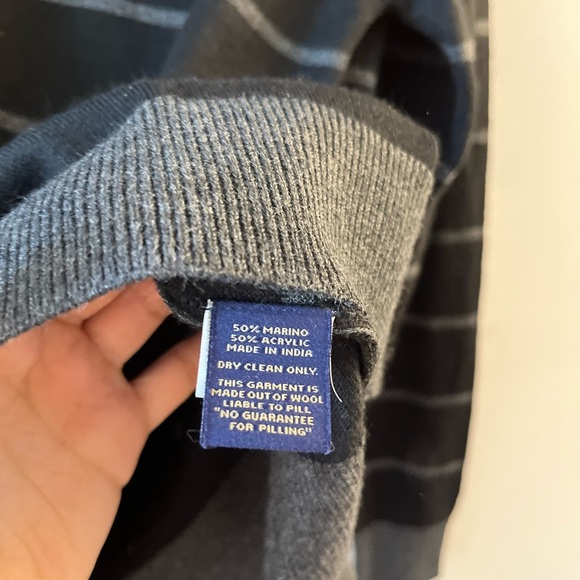 50% MARINO
50% ACRYLIC
MADE IN INDIA
DRY CLEAN ONLY.
THIS GARMENT IS
MADE OUT OF WOOL
LIABLE TO PILL
"NO GUARANTEE
FOR PILLING"